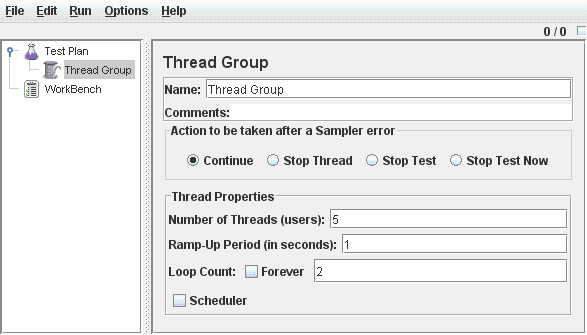 File Edit Run Options Help
0 / 0
Test Plan
Thread Group
WorkBench
Thread Group
Name: Thread Group
Comments:
Action to be taken after a Sampler error
Continue Stop Thread Stop Test Stop Test Now
Thread Properties
Number of Threads (users): 5
Ramp-Up Period (in seconds): 1
Loop Count: Forever 2
Scheduler